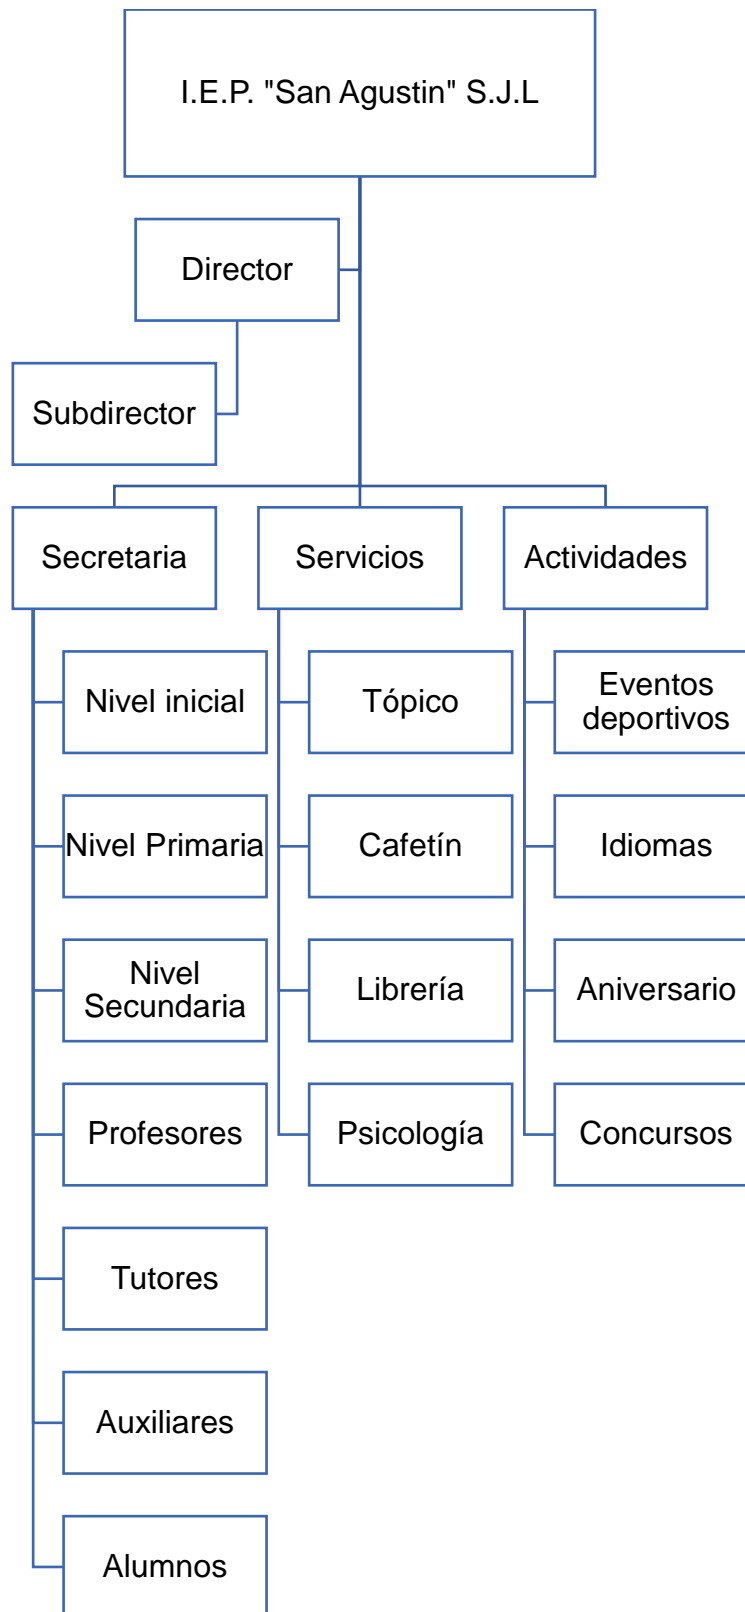 I.E.P. "San Agustin" S.J.L
Director
Subdirector
Secretaria
Servicios
Actividades
Nivel inicial
Tópico
Eventos
deportivos
Nivel Primaria
Cafetín
Idiomas
Nivel
Secundaria
Librería
Aniversario
Profesores
Psicología
Concursos
Tutores
Auxiliares
Alumnos